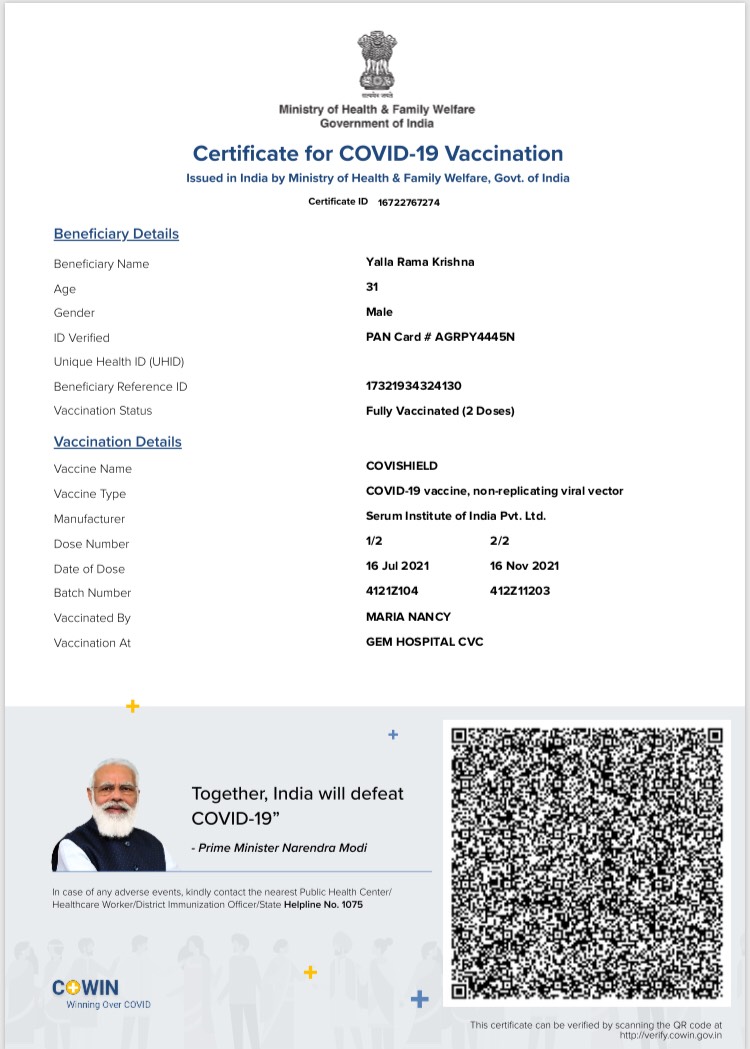 सत्यमेव जयते
Ministry of Health & Family Welfare
Government of India
Certificate for COVID-19 Vaccination
Issued in India by Ministry of Health & Family Welfare, Govt. of India
Certificate ID 16722767274
Beneficiary Details
Beneficiary Name Yalla Rama Krishna
Age 31
Gender Male
ID Verified PAN Card # AGRPY4445N
Unique Health ID (UHID)
Beneficiary Reference ID 17321934324130
Vaccination Status Fully Vaccinated (2 Doses)
Vaccination Details
Vaccine Name COVISHIELD
Vaccine Type COVID-19 vaccine, non-replicating viral vector
Manufacturer Serum Institute of India Pvt. Ltd.
Dose Number 1/2 2/2
Date of Dose 16 Jul 2021 16 Nov 2021
Batch Number 4121Z104 412Z11203
Vaccinated By MARIA NANCY
Vaccination At GEM HOSPITAL CVC
Together, India will defeat
COVID-19”
- Prime Minister Narendra Modi
In case of any adverse events, kindly contact the nearest Public Health Center/
Healthcare Worker/District Immunization Officer/State Helpline No. 1075
COWIN
Winning Over COVID
This certificate can be verified by scanning the QR code at
http://verify.cowin.gov.in